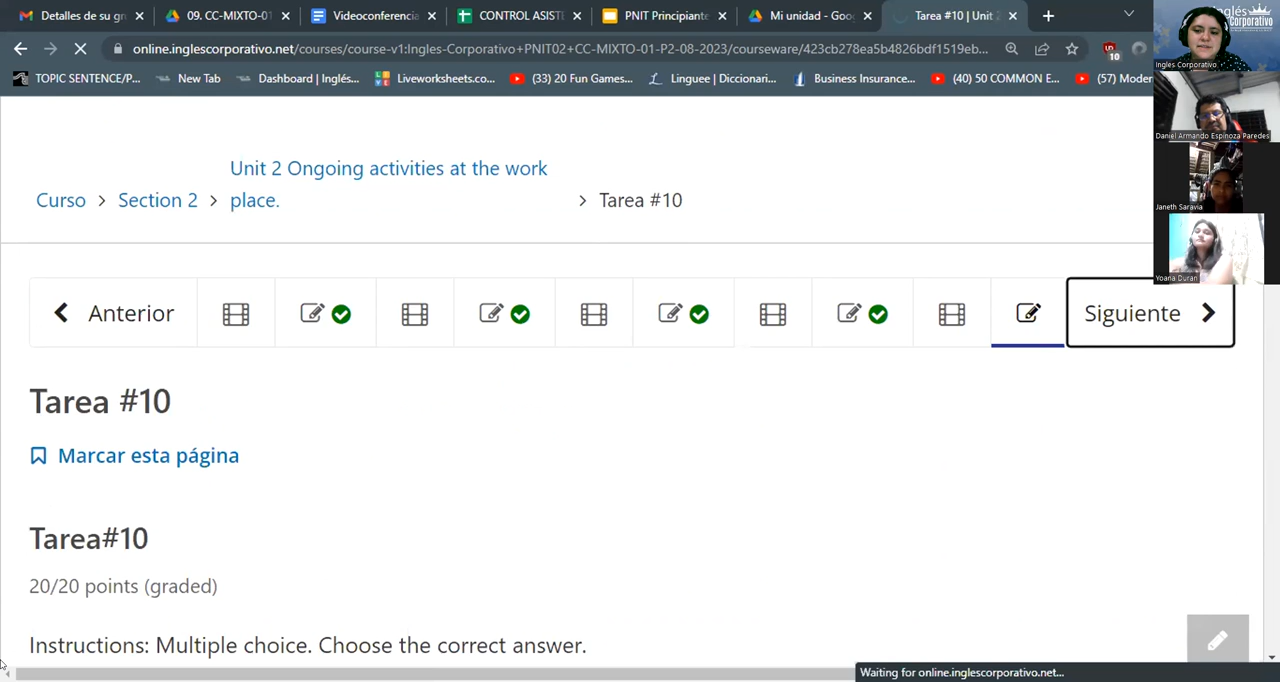 Detalles de su gr
09. CC-MIXTO-01
Videoconferencia
CONTROL ASIST
PNIT Principiante
Mi unidad - Goo
Tarea #10 | Unit 2
online.inglescorporativo.net/courses/course-v1:Ingles-Corporativo+PNIT02+CC-MIXTO-01-P2-08-2023/courseware/423cb278ea5b4826bdf1519eb...
10
TOPIC SENTENCE/P...
New Tab
Dashboard | Inglés...
Liveworksheets.co...
(33) 20 Fun Games...
Linguee | Diccionari...
Business Insurance...
(40) 50 COMMON E...
(57) Moder
inglés
Corporativo
Ingles Corporativo
Daniel Armando Espinoza Paredes
Janeth Saravia
Yoana Duran
Curso > Section 2 > Unit 2 Ongoing activities at the work
place. > Tarea #10
Anterior
Siguiente
Tarea #10
Marcar esta página
Tarea#10
20/20 points (graded)
Instructions: Multiple choice. Choose the correct answer.
Waiting for online.inglescorporativo.net...